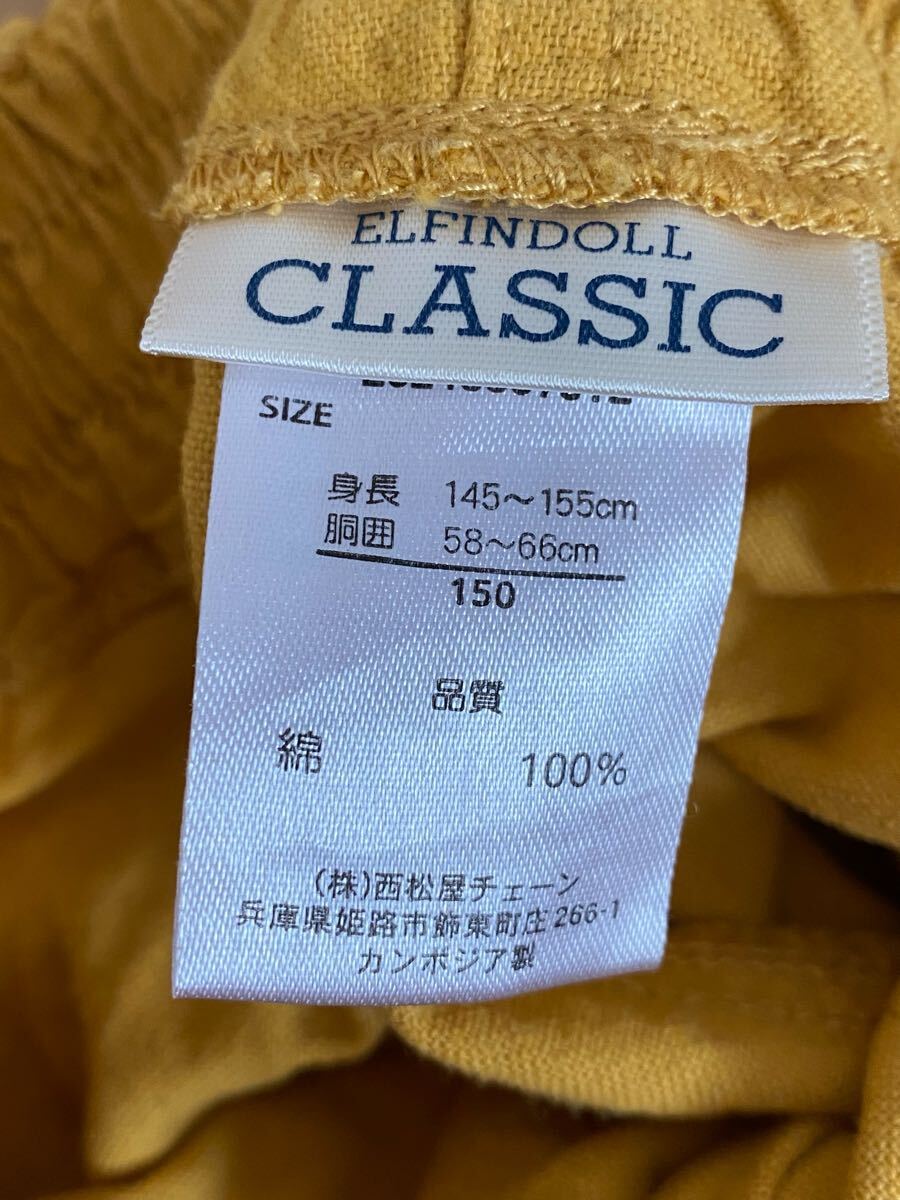 ELFINDOLL
CLASSIC
SIZE
身長 145～155cm
胴囲 58～66cm
150
品質
綿 100%
(株)西松屋チェーン
兵庫県姫路市飾東町庄266-1
カンボジア製